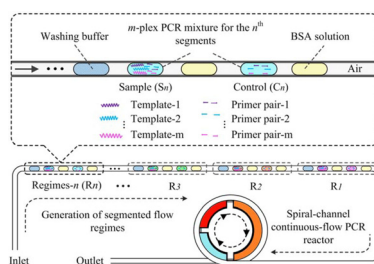 Washing buffer
m-plex PCR mixture for the nth
segments
BSA solution
Air
Sample (Sn)
Control (Cn)
Template-1
Primer pair-1
Template-2
Primer pair-2
Template-m
Primer pair-m
Regimes-n (Rn)
R3
R2
R1
Generation of segmented flow
regimes
Spiral-channel
continuous-flow PCR
reactor
Inlet
Outlet